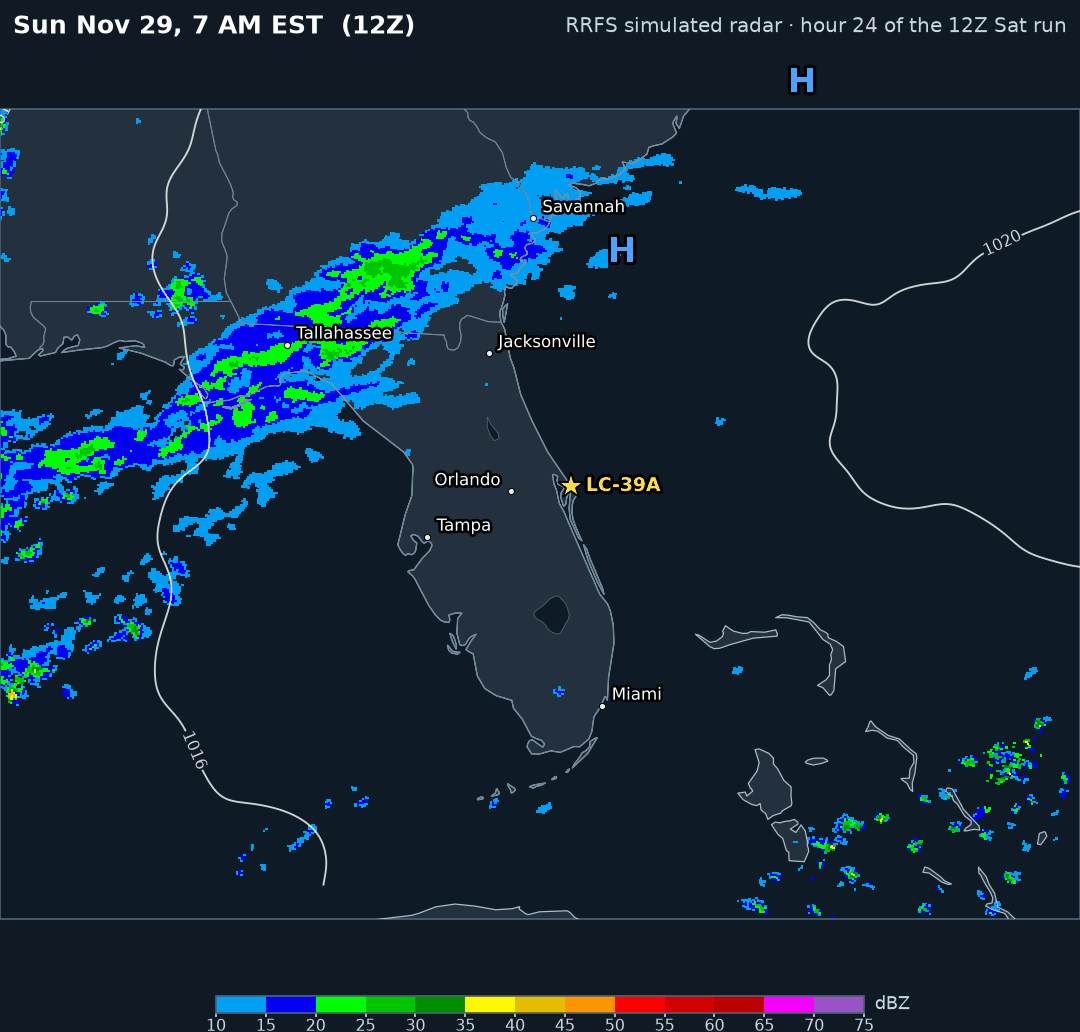 Sun Nov 29, 7 AM EST (12Z)
RRFS simulated radar · hour 24 of the 12Z Sat run
H
Savannah
1020
H
Tallahassee
Jacksonville
Orlando
LC-39A
Tampa
Miami
1016
dBZ
10 15 20 25 30 35 40 45 50 55 60 65 70 75